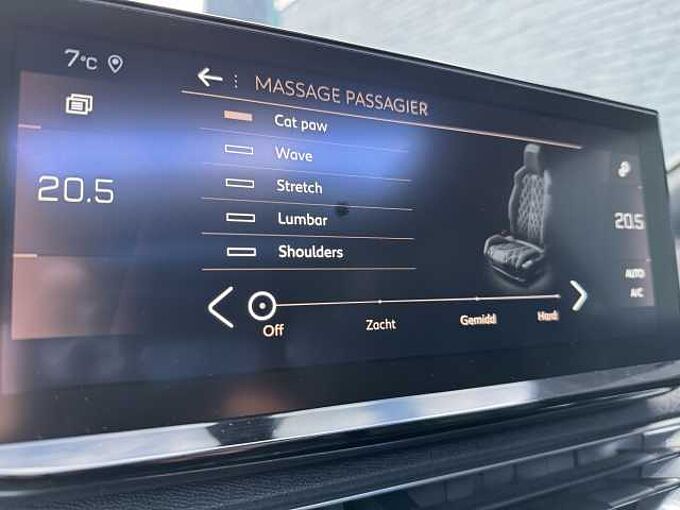 7°C
MASSAGE PASSAGIER
Cat paw
Wave
Stretch
Lumbar
Shoulders
20.5
20.5
AUTO
A/C
Off Zacht Gemidd Hard